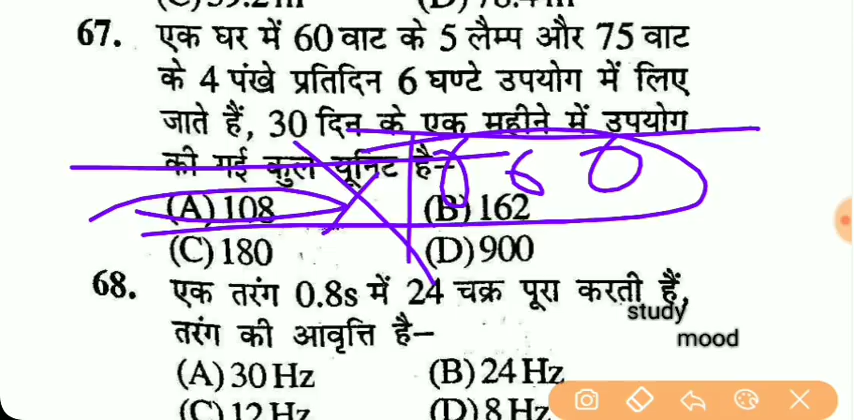 67. एक घर में 60 वाट के 5 लैम्प और 75 वाट
के 4 पंखे प्रतिदिन 6 घण्टे उपयोग में लिए
जाते हैं, 30 दिन के एक महीने में उपयोग
की गई कुल यूनिट है–
(A) 108 (B) 162
(C) 180 (D) 900
68. एक तरंग 0.8s में 24 चक्र पूरा करती हैं,
तरंग की आवृत्ति है–
study
mood
(A) 30 Hz (B) 24 Hz
(C) 12 Hz (D) 8 Hz